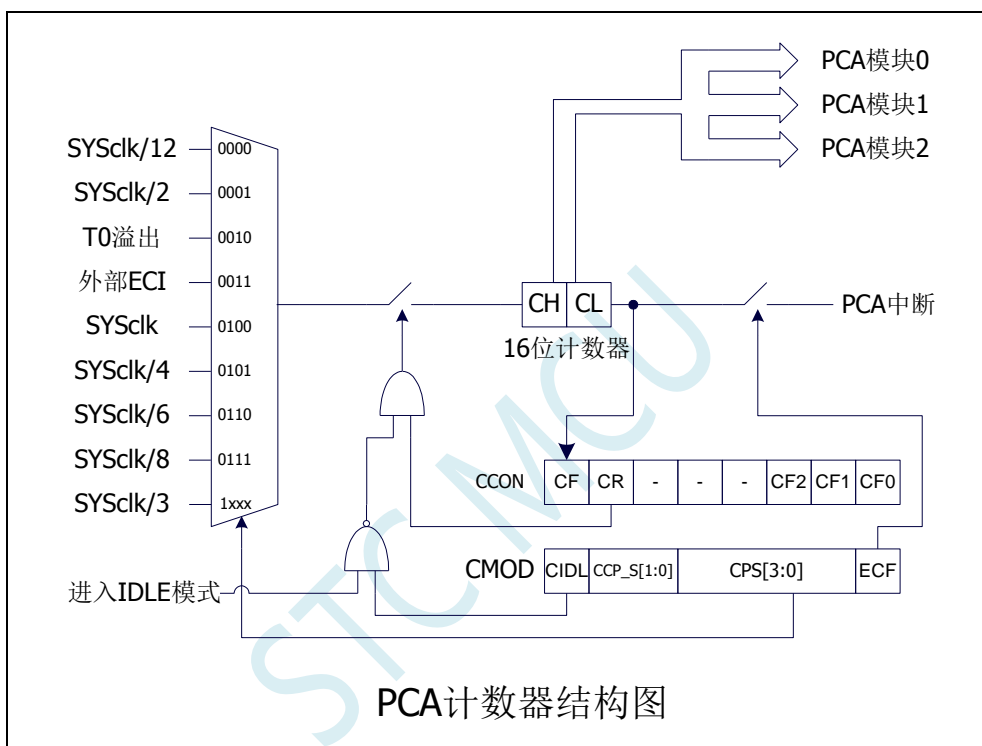 PCA模块0
PCA模块1
PCA模块2
SYSclk/12 0000
SYSclk/2 0001
T0溢出 0010
外部ECI 0011
SYSclk 0100
SYSclk/4 0101
SYSclk/6 0110
SYSclk/8 0111
SYSclk/3 1xxx
CH CL
PCA中断
16位计数器
CCON CF CR - - - CF2 CF1 CF0
CMOD CIDL CCP_S[1:0] CPS[3:0] ECF
进入IDLE模式
STC MCU
PCA计数器结构图